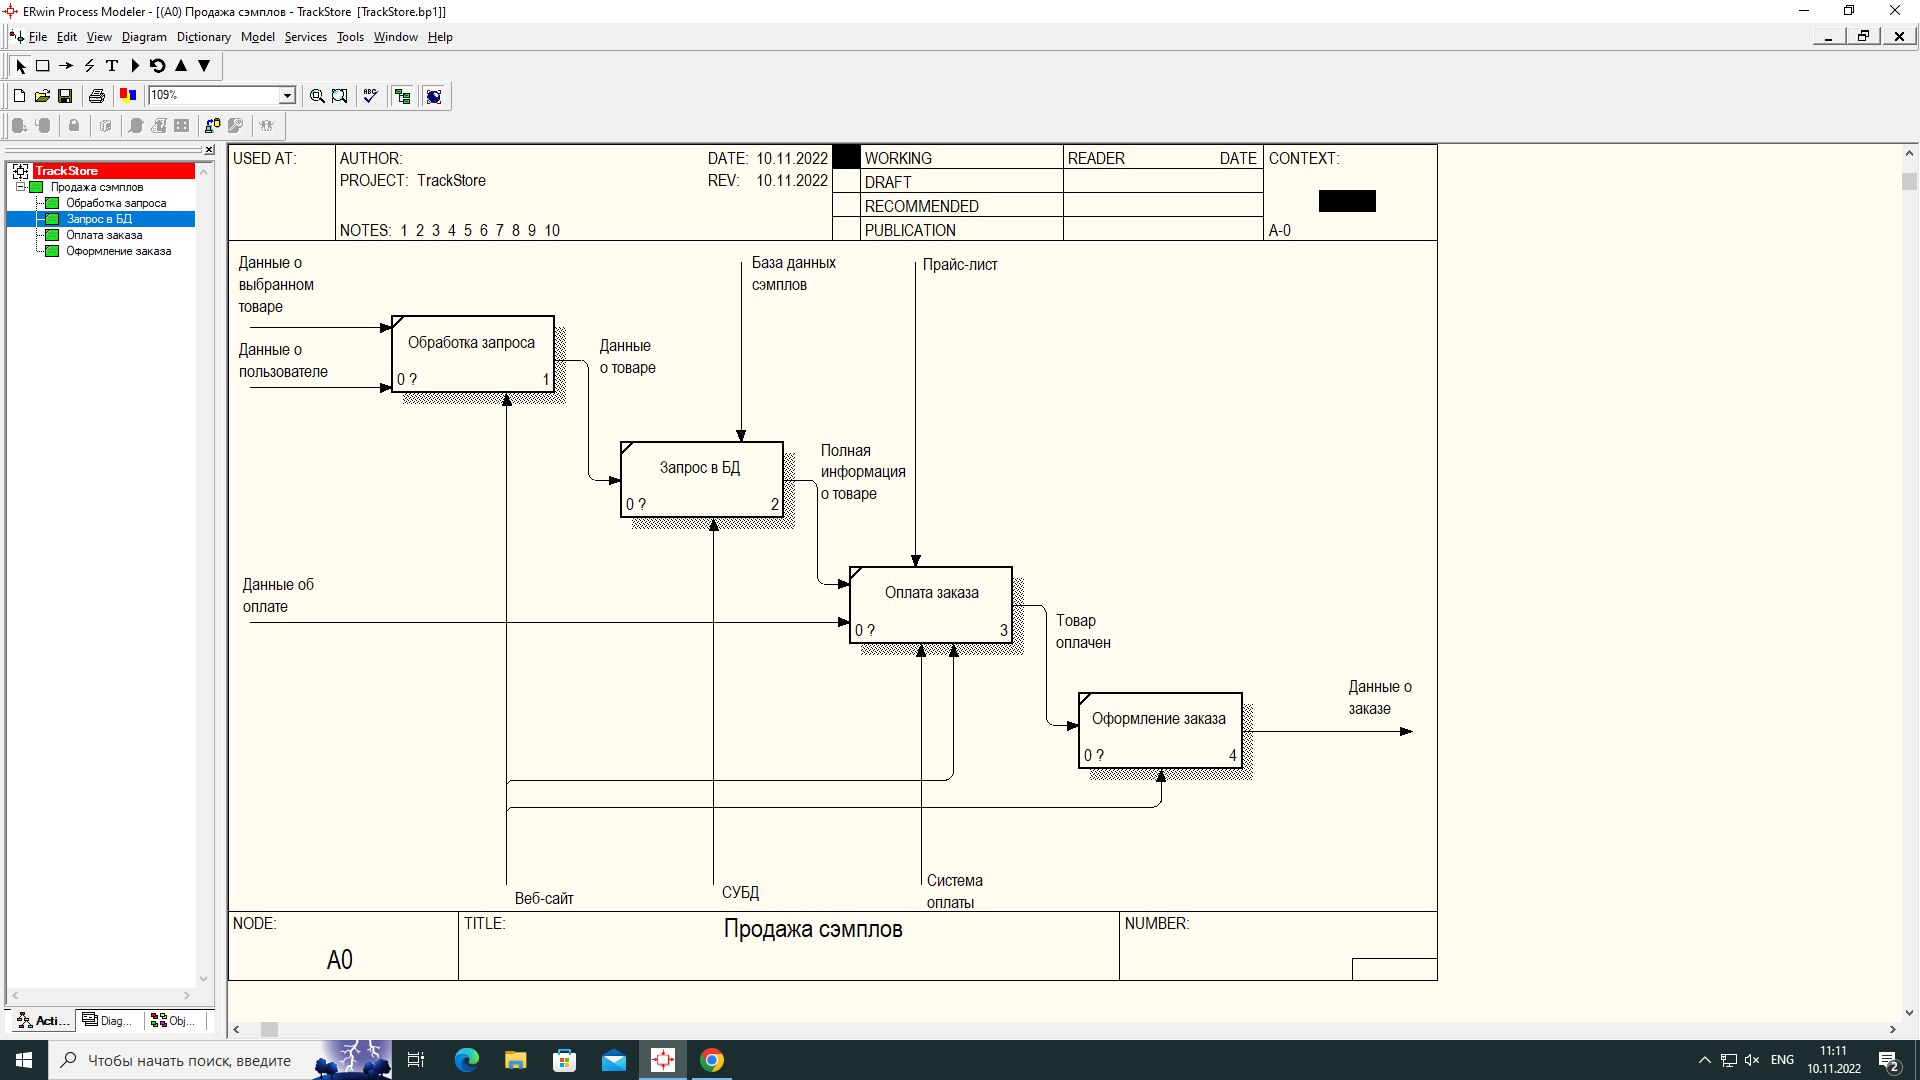 ERwin Process Modeler - [(A0) Продажа сэмплов - TrackStore [TrackStore.bp1]]
File Edit View Diagram Dictionary Model Services Tools Window Help
T
109%
ABC
TrackStore
Продажа сэмплов
Обработка запроса
Запрос в БД
Оплата заказа
Оформление заказа
Acti... Diag... Obj...
USED AT:
AUTHOR:
PROJECT: TrackStore
DATE: 10.11.2022
REV: 10.11.2022
NOTES: 1 2 3 4 5 6 7 8 9 10
WORKING
DRAFT
RECOMMENDED
PUBLICATION
READER DATE
CONTEXT:
A-0
Данные о
выбранном
товаре
Данные о
пользователе
Обработка запроса
0 ? 1
Данные
о товаре
База данных
сэмплов
Прайс-лист
Запрос в БД
0 ? 2
Полная
информация
о товаре
Данные об
оплате
Оплата заказа
0 ? 3
Товар
оплачен
Оформление заказа
0 ? 4
Данные о
заказе
Веб-сайт
СУБД
Система
оплаты
NODE:
A0
TITLE:
Продажа сэмплов
NUMBER:
Чтобы начать поиск, введите
ENG
11:11
10.11.2022
2